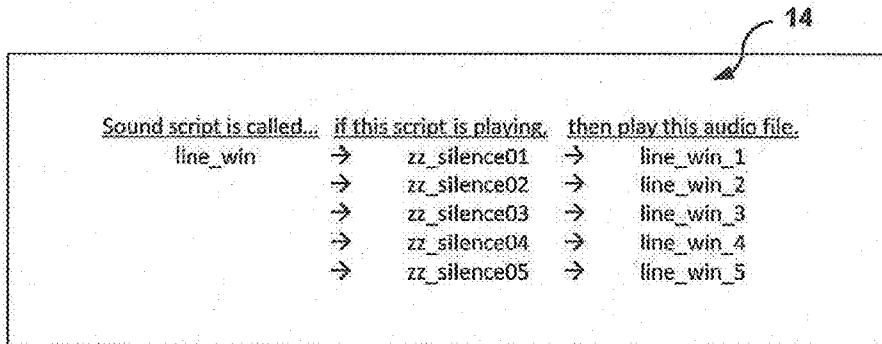 14
Sound script is called... if this script is playing, then play this audio file.
line_win → zz_silence01 → line_win_1
→ zz_silence02 → line_win_2
→ zz_silence03 → line_win_3
→ zz_silence04 → line_win_4
→ zz_silence05 → line_win_5